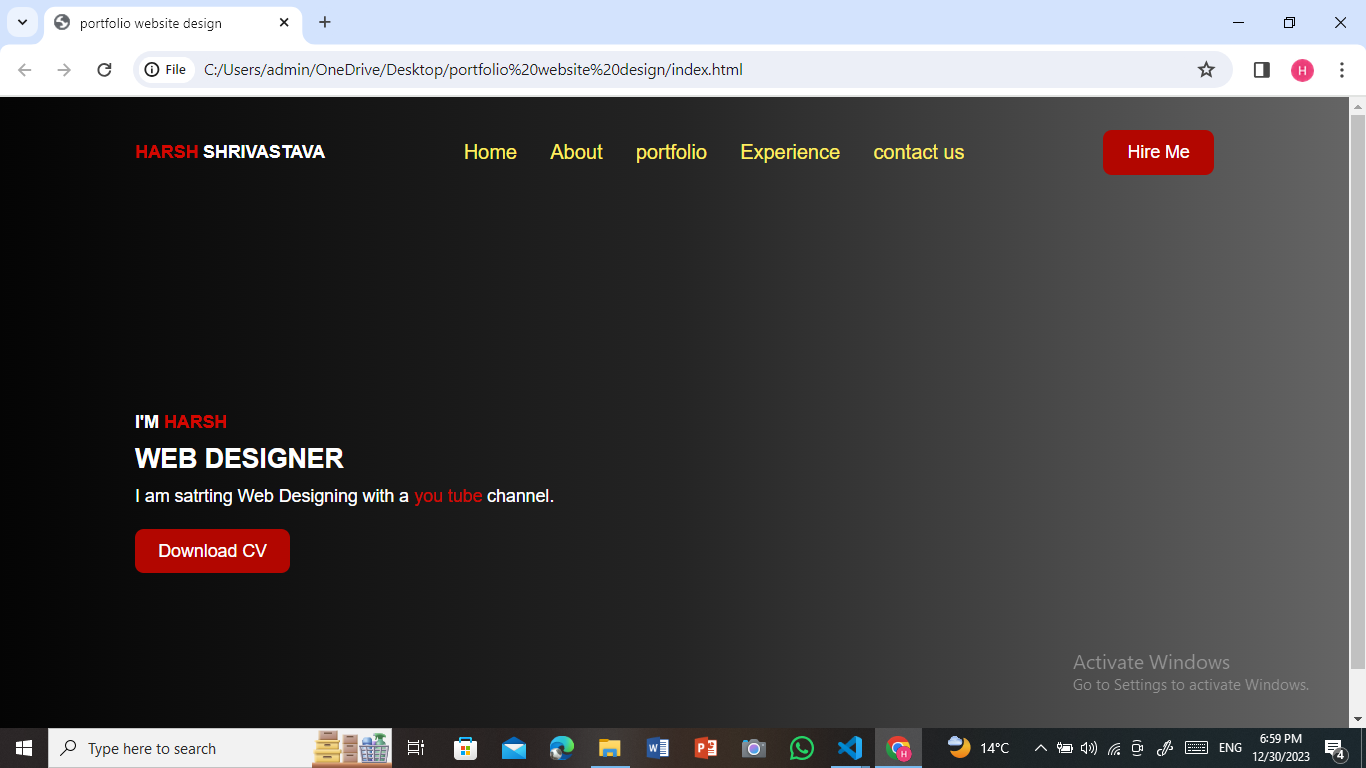 portfolio website design
File C:/Users/admin/OneDrive/Desktop/portfolio%20website%20design/index.html
H
HARSH SHRIVASTAVA Home About portfolio Experience contact us Hire Me
I'M HARSH
WEB DESIGNER
I am satrting Web Designing with a you tube channel.
Download CV
Activate Windows
Go to Settings to activate Windows.
Type here to search
14°C
ENG
6:59 PM
12/30/2023
4